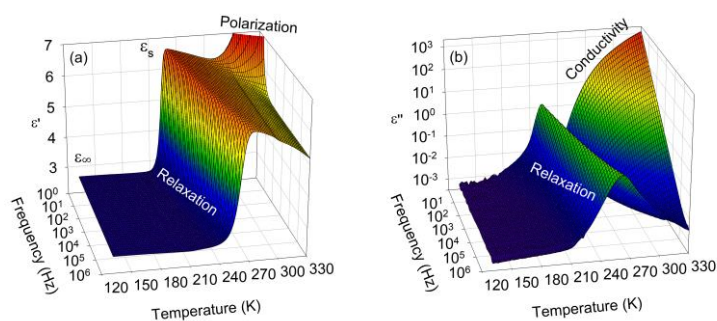 Polarization
(a)
εs
7
6
5
4
3
ε'
ε∞
Relaxation
10⁰
10¹
10²
10³
10⁴
10⁵
10⁶
Frequency (Hz)
120 150 180 210 240 270 300 330
Temperature (K)
(b)
Conductivity
10³
10²
10¹
10⁰
10⁻¹
10⁻²
10⁻³
ε"
Relaxation
10¹
10²
10³
10⁴
10⁵
10⁶
Frequency (Hz)
120 150 180 210 240 270 300 330
Temperature (K)